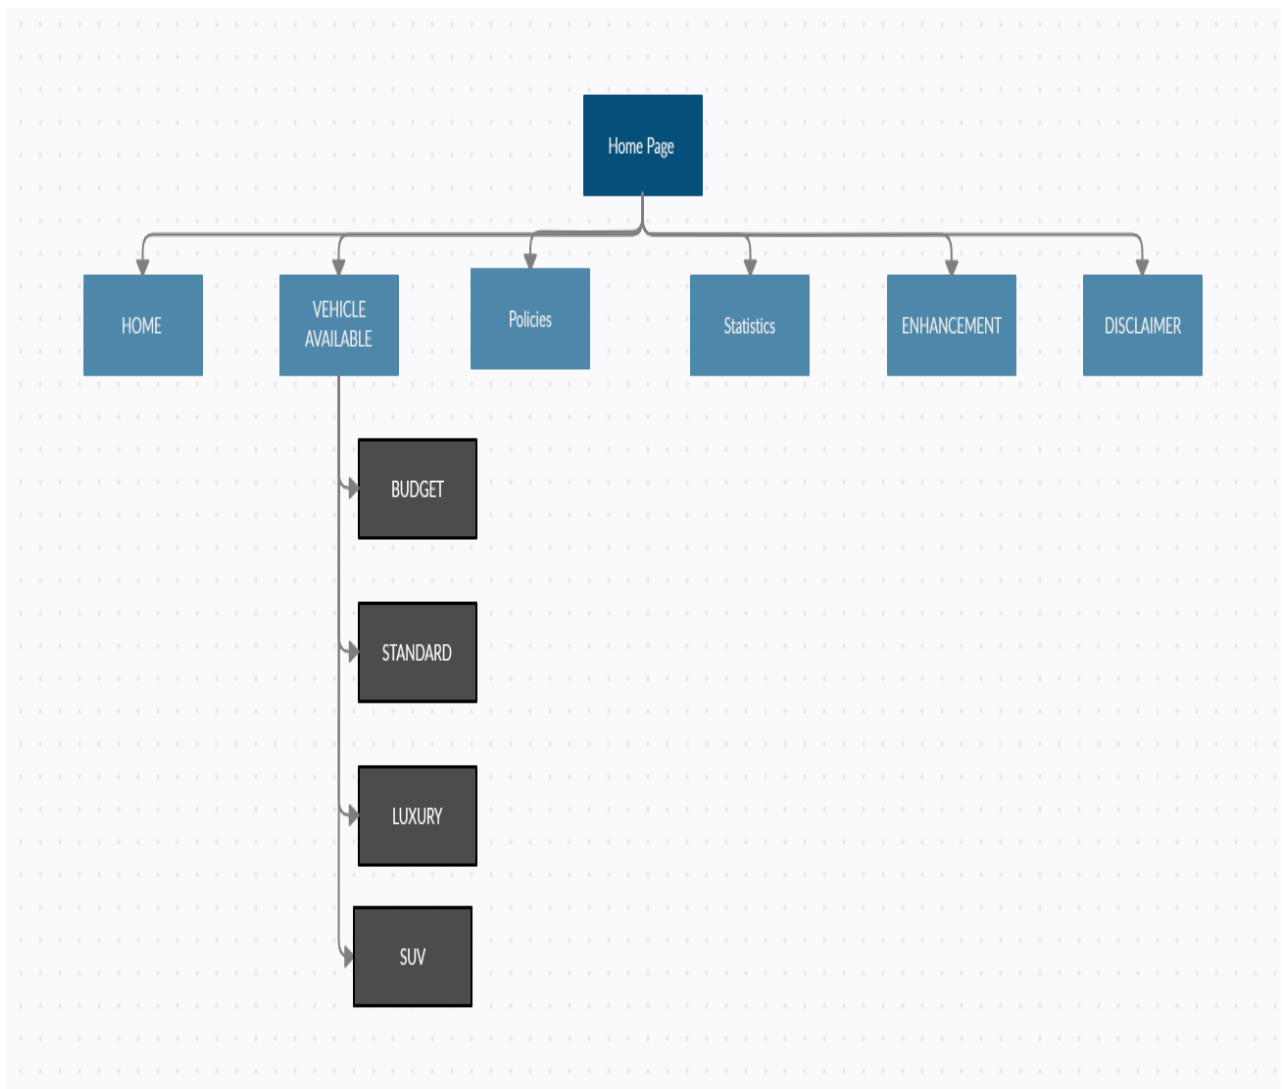 Home Page
HOME
VEHICLE
AVAILABLE
Policies
Statistics
ENHANCEMENT
DISCLAIMER
BUDGET
STANDARD
LUXURY
SUV